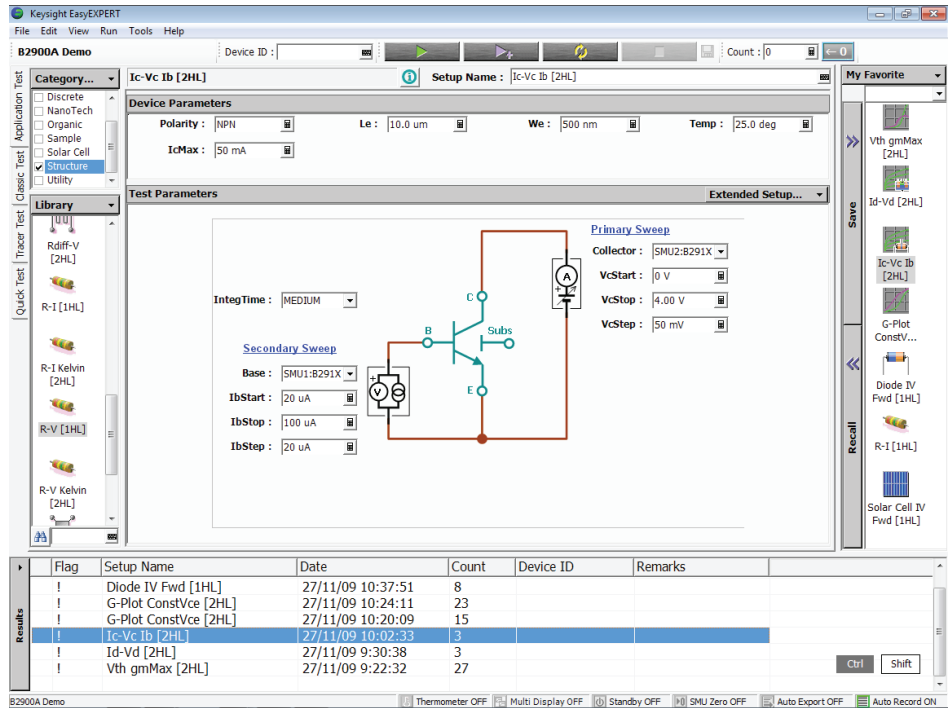 Keysight EasyEXPERT
File Edit View Run Tools Help
B2900A Demo
Device ID :
Count : 0
0
Application Test
Classic Test
Tracer Test
Quick Test
Category...
Discrete
NanoTech
Organic
Sample
Solar Cell
Structure
Utility
Library
Rdiff-V
[2HL]
R-I [1HL]
R-I Kelvin
[2HL]
R-V [1HL]
R-V Kelvin
[2HL]
Ic-Vc Ib [2HL]
Setup Name : Ic-Vc Ib [2HL]
Device Parameters
Polarity : NPN
Le : 10.0 um
We : 500 nm
Temp : 25.0 deg
IcMax : 50 mA
Test Parameters
Extended Setup...
IntegTime : MEDIUM
Secondary Sweep
Base : SMU1:B291X
IbStart : 20 uA
IbStop : 100 uA
IbStep : 20 uA
V
B
C
Subs
E
A
Primary Sweep
Collector : SMU2:B291X
VcStart : 0 V
VcStop : 4.00 V
VcStep : 50 mV
Save
Recall
My Favorite
Vth gmMax
[2HL]
Id-Vd [2HL]
Ic-Vc Ib
[2HL]
G-Plot
ConstV...
Diode IV
Fwd [1HL]
R-I [1HL]
Solar Cell IV
Fwd [1HL]
Results
Flag Setup Name Date Count Device ID Remarks
! Diode IV Fwd [1HL] 27/11/09 10:37:51 8
! G-Plot ConstVce [2HL] 27/11/09 10:24:11 23
! G-Plot ConstVce [2HL] 27/11/09 10:20:09 15
! Ic-Vc Ib [2HL] 27/11/09 10:02:33 3
! Id-Vd [2HL] 27/11/09 9:30:38 3
! Vth gmMax [2HL] 27/11/09 9:22:32 27
Ctrl Shift
B2900A Demo
Thermometer OFF Multi Display OFF Standby OFF SMU Zero OFF Auto Export OFF Auto Record ON